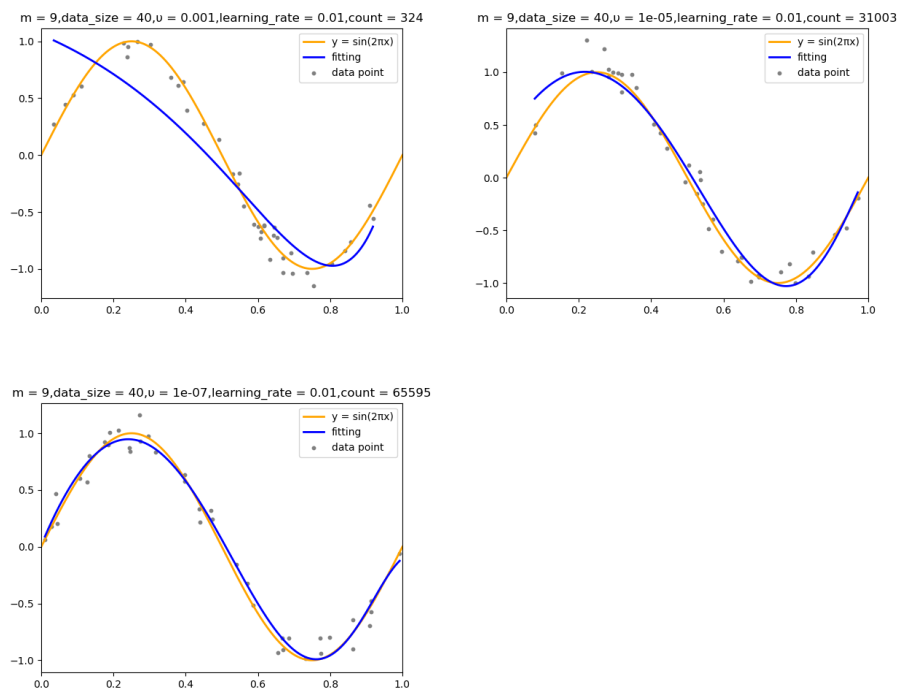 m = 9,data_size = 40,υ = 0.001,learning_rate = 0.01,count = 324
1.0
0.5
0.0
−0.5
−1.0
0.0 0.2 0.4 0.6 0.8 1.0
y = sin(2πx)
fitting
data point
m = 9,data_size = 40,υ = 1e-05,learning_rate = 0.01,count = 31003
1.0
0.5
0.0
−0.5
−1.0
0.0 0.2 0.4 0.6 0.8 1.0
y = sin(2πx)
fitting
data point
m = 9,data_size = 40,υ = 1e-07,learning_rate = 0.01,count = 65595
1.0
0.5
0.0
−0.5
−1.0
0.0 0.2 0.4 0.6 0.8 1.0
y = sin(2πx)
fitting
data point